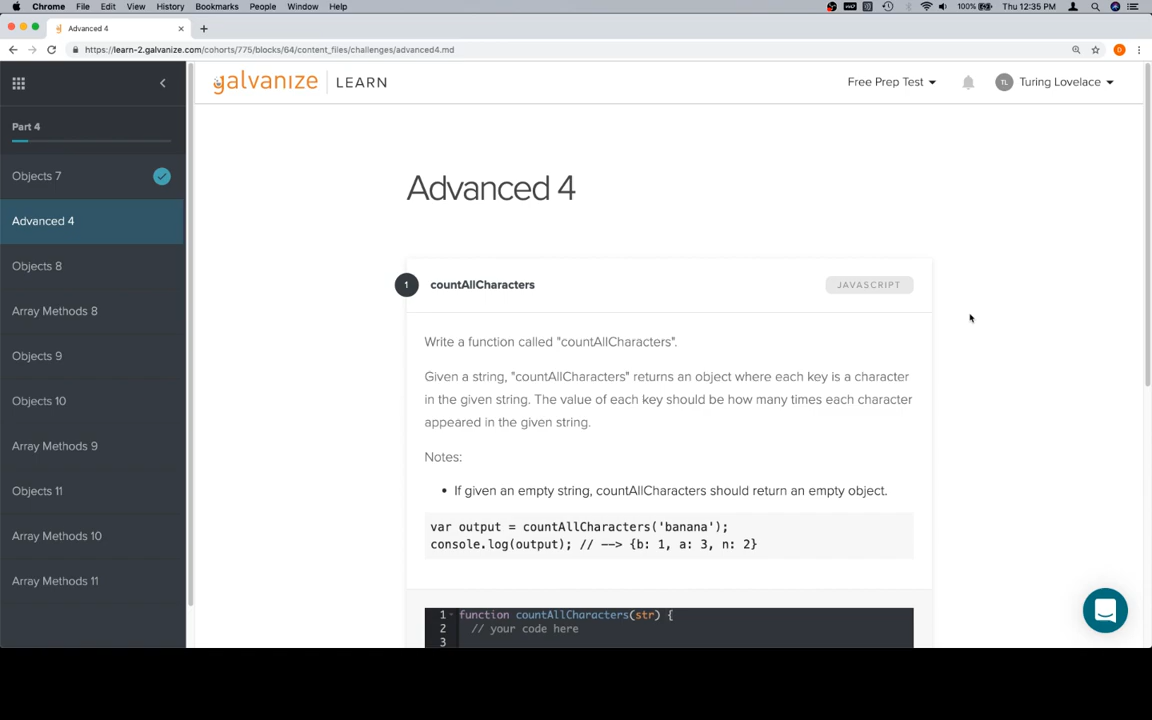 Chrome File Edit View History Bookmarks People Window Help 100% Thu 12:35 PM
Advanced 4
https://learn-2.galvanize.com/cohorts/775/blocks/64/content_files/challenges/advanced4.md
D
galvanize LEARN
Free Prep Test
TL Turing Lovelace
Part 4
Objects 7
Advanced 4
Objects 8
Array Methods 8
Objects 9
Objects 10
Array Methods 9
Objects 11
Array Methods 10
Array Methods 11
Advanced 4
1 countAllCharacters JAVASCRIPT
Write a function called "countAllCharacters".
Given a string, "countAllCharacters" returns an object where each key is a character
in the given string. The value of each key should be how many times each character
appeared in the given string.
Notes:
• If given an empty string, countAllCharacters should return an empty object.
var output = countAllCharacters('banana');
console.log(output); // --> {b: 1, a: 3, n: 2}
1 function countAllCharacters(str) {
2 // your code here
3